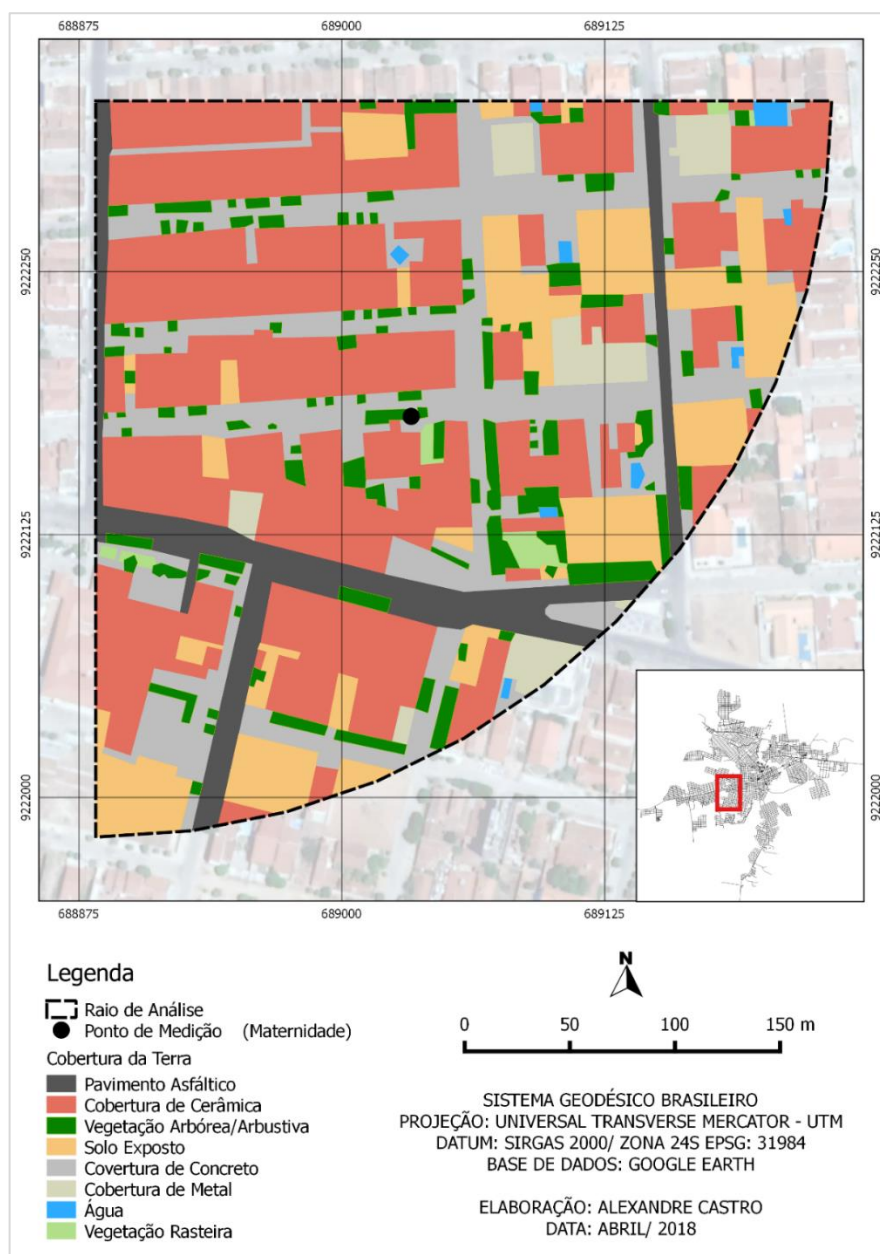 688875 689000 689125
9222250 9222250
9222125 9222125
9222000 9222000
688875 689000 689125
Legenda
Raio de Análise
Ponto de Medição (Maternidade)
Cobertura da Terra
Pavimento Asfáltico
Cobertura de Cerâmica
Vegetação Arbórea/Arbustiva
Solo Exposto
Covertura de Concreto
Cobertura de Metal
Água
Vegetação Rasteira
N
0 50 100 150 m
SISTEMA GEODÉSICO BRASILEIRO
PROJEÇÃO: UNIVERSAL TRANSVERSE MERCATOR - UTM
DATUM: SIRGAS 2000/ ZONA 24S EPSG: 31984
BASE DE DADOS: GOOGLE EARTH
ELABORAÇÃO: ALEXANDRE CASTRO
DATA: ABRIL/ 2018